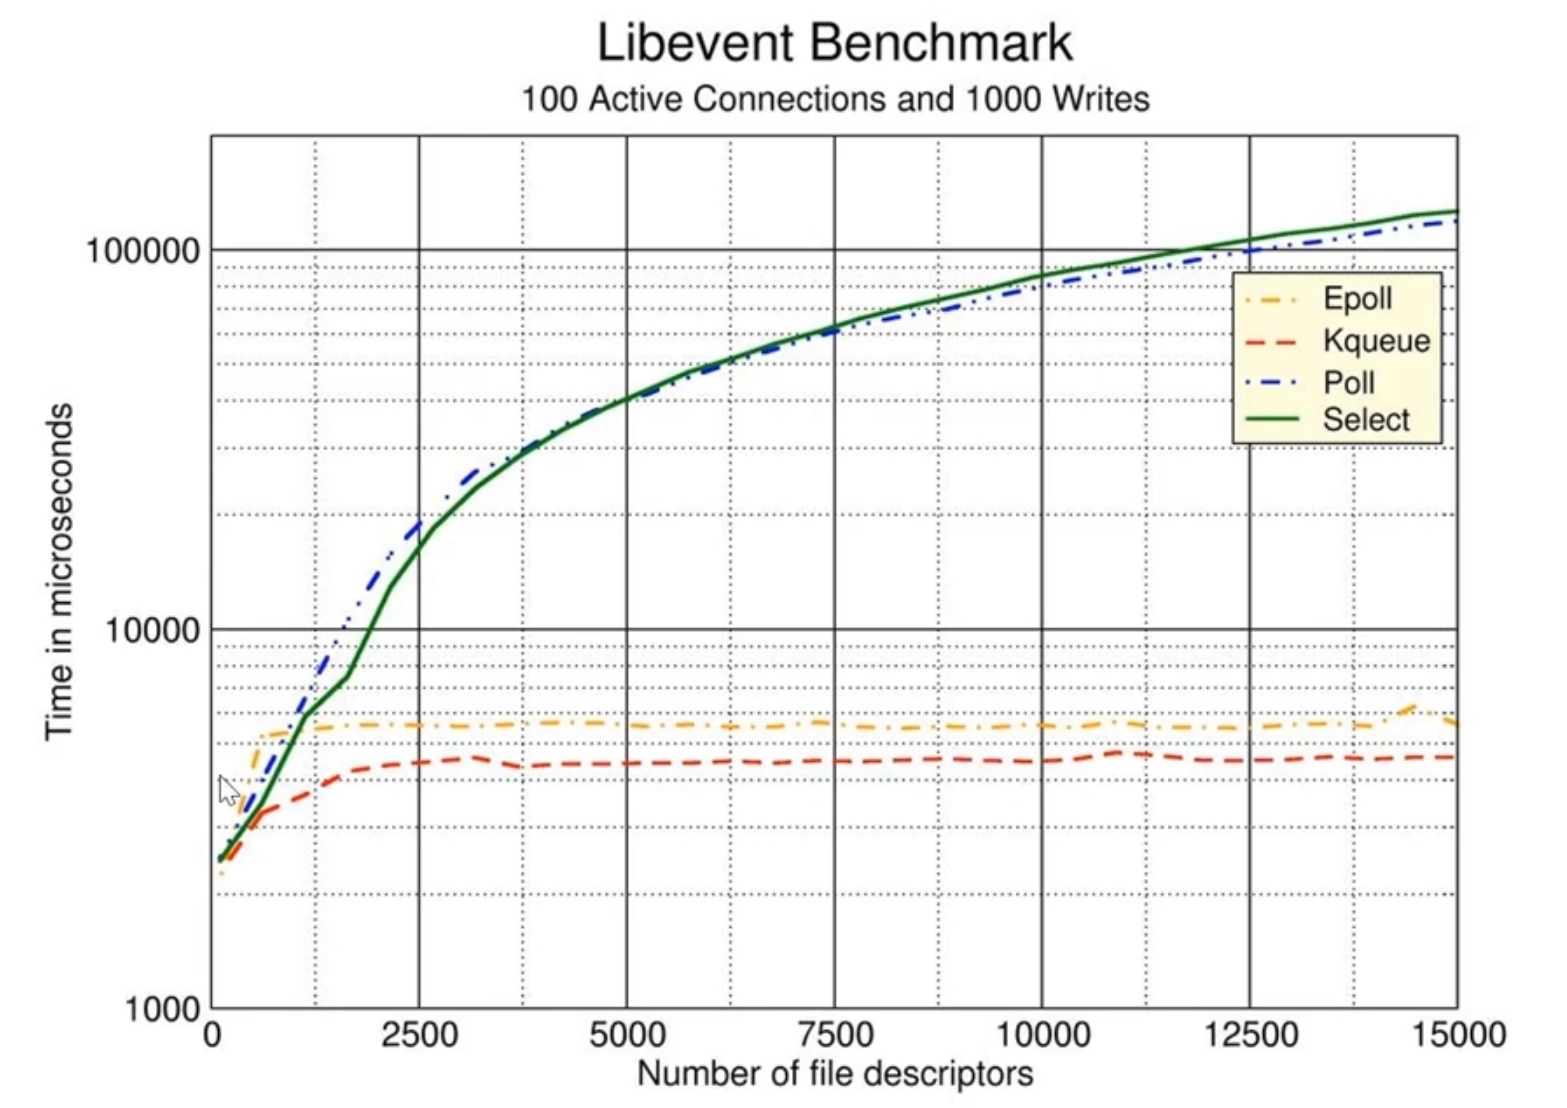 Libevent Benchmark
100 Active Connections and 1000 Writes
Time in microseconds
100000
10000
1000
Epoll
Kqueue
Poll
Select
0 2500 5000 7500 10000 12500 15000
Number of file descriptors